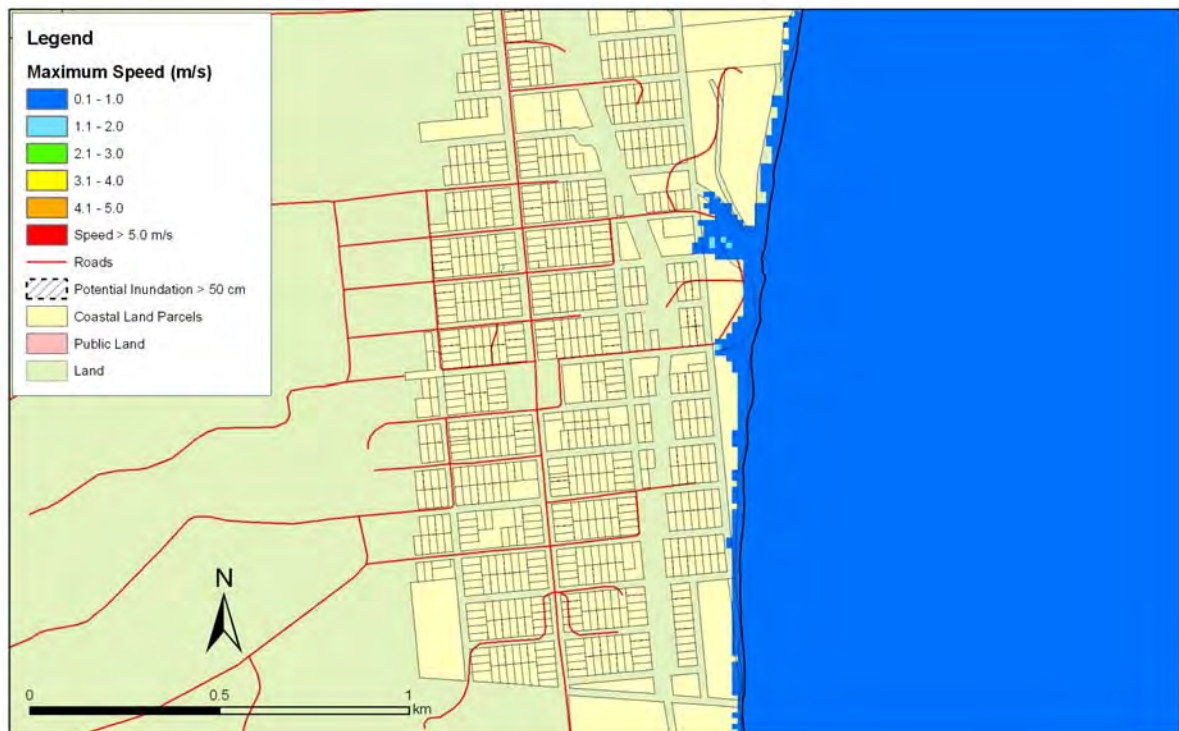 Legend
Maximum Speed (m/s)
0.1 - 1.0
1.1 - 2.0
2.1 - 3.0
3.1 - 4.0
4.1 - 5.0
Speed > 5.0 m/s
Roads
Potential Inundation > 50 cm
Coastal Land Parcels
Public Land
Land
N
0 0.5 1
km